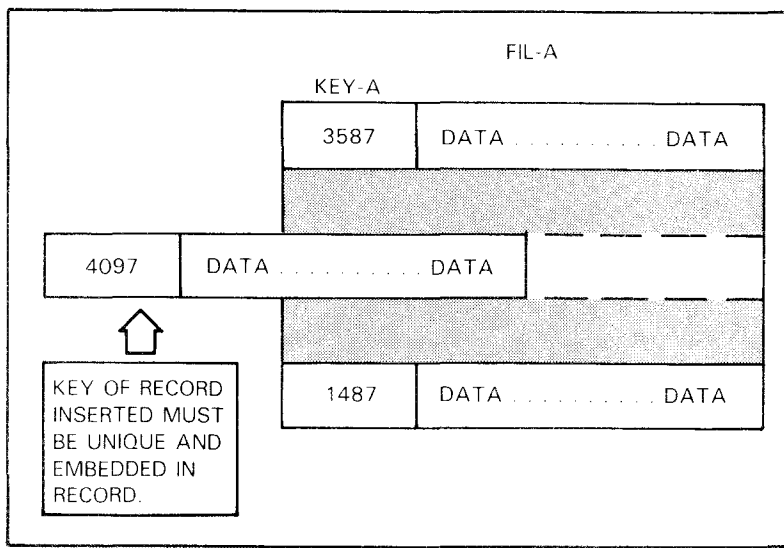 FIL-A
KEY-A
3587 DATA . . . . . . . . . . DATA
4097 DATA . . . . . . . . . . DATA
1487 DATA . . . . . . . . . . DATA
KEY OF RECORD
INSERTED MUST
BE UNIQUE AND
EMBEDDED IN
RECORD.